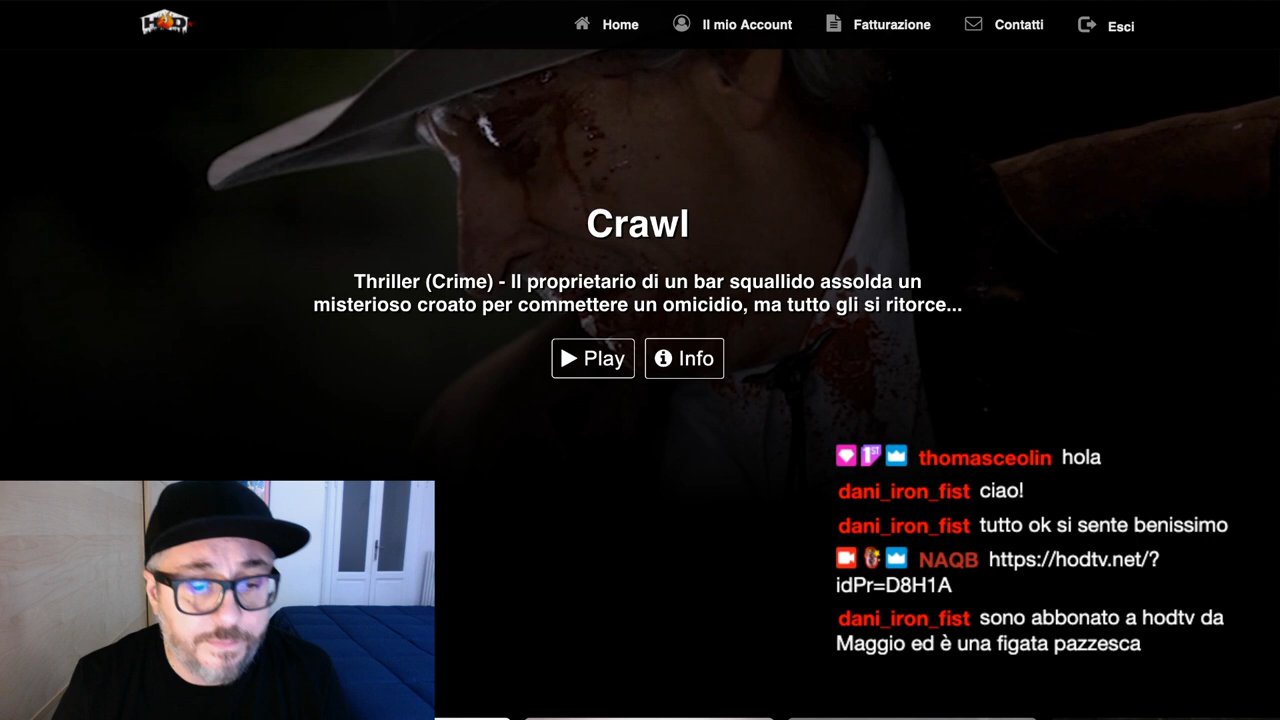 HOD
Home
Il mio Account
Fatturazione
Contatti
Esci
Crawl
Thriller (Crime) - Il proprietario di un bar squallido assolda un
misterioso croato per commettere un omicidio, ma tutto gli si ritorce...
Play
Info
1ST thomasceolin hola
dani_iron_fist ciao!
dani_iron_fist tutto ok si sente benissimo
NAQB https://hodtv.net/?
idPr=D8H1A
dani_iron_fist sono abbonato a hodtv da
Maggio ed è una figata pazzesca